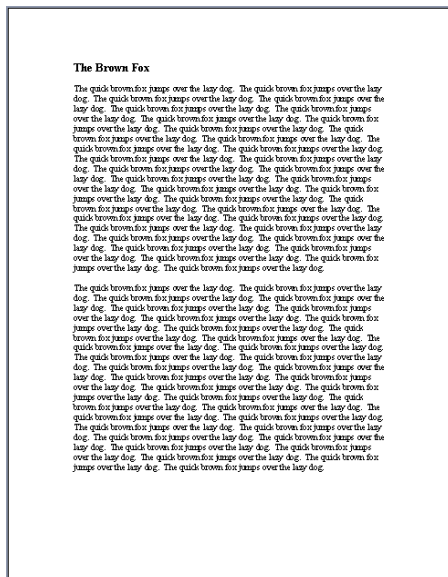 The Brown Fox
The quick brown fox jumps over the lazy dog. The quick brown fox jumps over the lazy
dog. The quick brown fox jumps over the lazy dog. The quick brown fox jumps over the
lazy dog. The quick brown fox jumps over the lazy dog. The quick brown fox jumps
over the lazy dog. The quick brown fox jumps over the lazy dog. The quick brown fox
jumps over the lazy dog. The quick brown fox jumps over the lazy dog. The quick
brown fox jumps over the lazy dog. The quick brown fox jumps over the lazy dog. The
quick brown fox jumps over the lazy dog. The quick brown fox jumps over the lazy dog.
The quick brown fox jumps over the lazy dog. The quick brown fox jumps over the lazy
dog. The quick brown fox jumps over the lazy dog. The quick brown fox jumps over the
lazy dog. The quick brown fox jumps over the lazy dog. The quick brown fox jumps
over the lazy dog. The quick brown fox jumps over the lazy dog. The quick brown fox
jumps over the lazy dog. The quick brown fox jumps over the lazy dog. The quick
brown fox jumps over the lazy dog. The quick brown fox jumps over the lazy dog. The
quick brown fox jumps over the lazy dog. The quick brown fox jumps over the lazy dog.
The quick brown fox jumps over the lazy dog. The quick brown fox jumps over the lazy
dog. The quick brown fox jumps over the lazy dog. The quick brown fox jumps over the
lazy dog. The quick brown fox jumps over the lazy dog. The quick brown fox jumps
over the lazy dog. The quick brown fox jumps over the lazy dog. The quick brown fox
jumps over the lazy dog. The quick brown fox jumps over the lazy dog.
The quick brown fox jumps over the lazy dog. The quick brown fox jumps over the lazy
dog. The quick brown fox jumps over the lazy dog. The quick brown fox jumps over the
lazy dog. The quick brown fox jumps over the lazy dog. The quick brown fox jumps
over the lazy dog. The quick brown fox jumps over the lazy dog. The quick brown fox
jumps over the lazy dog. The quick brown fox jumps over the lazy dog. The quick
brown fox jumps over the lazy dog. The quick brown fox jumps over the lazy dog. The
quick brown fox jumps over the lazy dog. The quick brown fox jumps over the lazy dog.
The quick brown fox jumps over the lazy dog. The quick brown fox jumps over the lazy
dog. The quick brown fox jumps over the lazy dog. The quick brown fox jumps over the
lazy dog. The quick brown fox jumps over the lazy dog. The quick brown fox jumps
over the lazy dog. The quick brown fox jumps over the lazy dog. The quick brown fox
jumps over the lazy dog. The quick brown fox jumps over the lazy dog. The quick
brown fox jumps over the lazy dog. The quick brown fox jumps over the lazy dog. The
quick brown fox jumps over the lazy dog. The quick brown fox jumps over the lazy dog.
The quick brown fox jumps over the lazy dog. The quick brown fox jumps over the lazy
dog. The quick brown fox jumps over the lazy dog. The quick brown fox jumps over the
lazy dog. The quick brown fox jumps over the lazy dog. The quick brown fox jumps
over the lazy dog. The quick brown fox jumps over the lazy dog. The quick brown fox
jumps over the lazy dog. The quick brown fox jumps over the lazy dog.